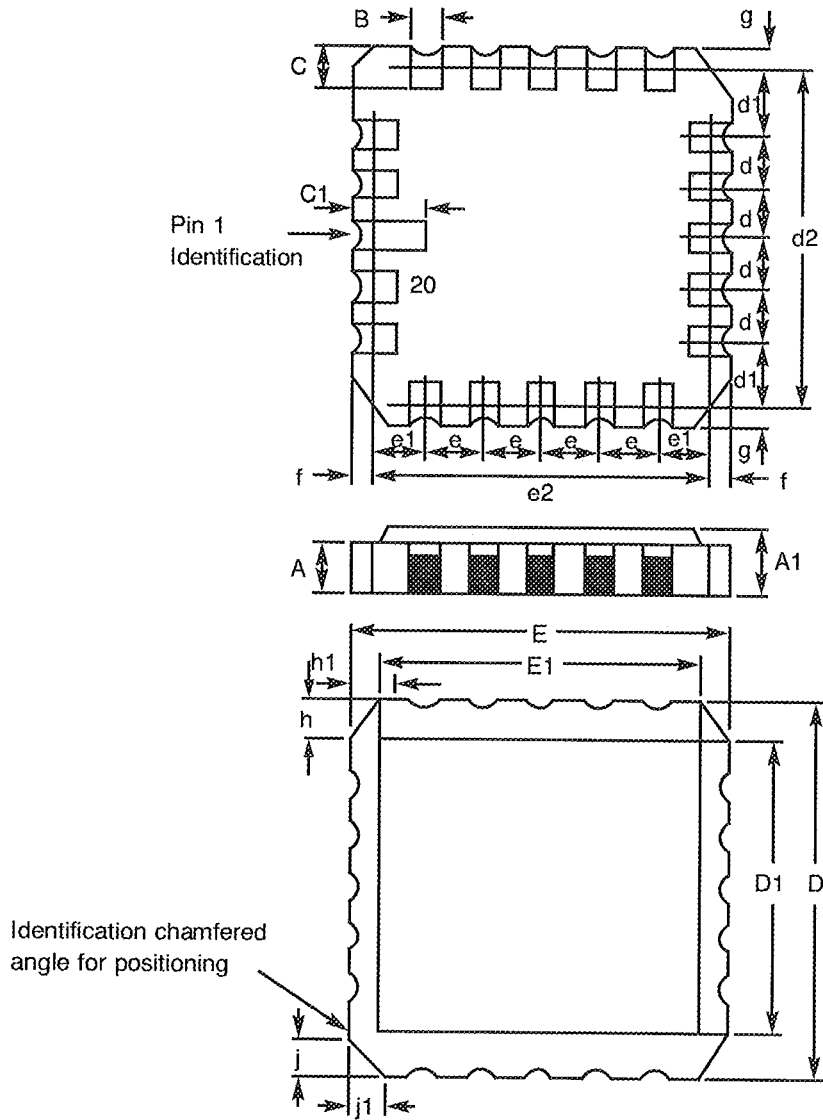 B
g
C
d1
C1
d
Pin 1
Identification
d
d2
d
20
d
d1
e1 e e e e e1
g
f
e2
f
A
A1
E
h1
E1
h
D1
D
Identification chamfered
angle for positioning
j
j1